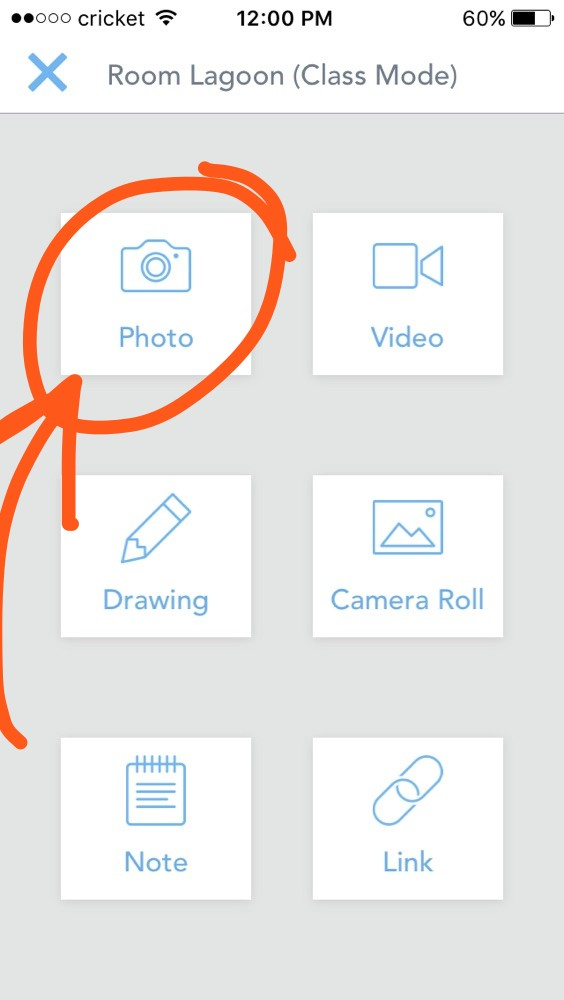 cricket 12:00 PM 60%
Room Lagoon (Class Mode)
Photo Video
Drawing Camera Roll
Note Link